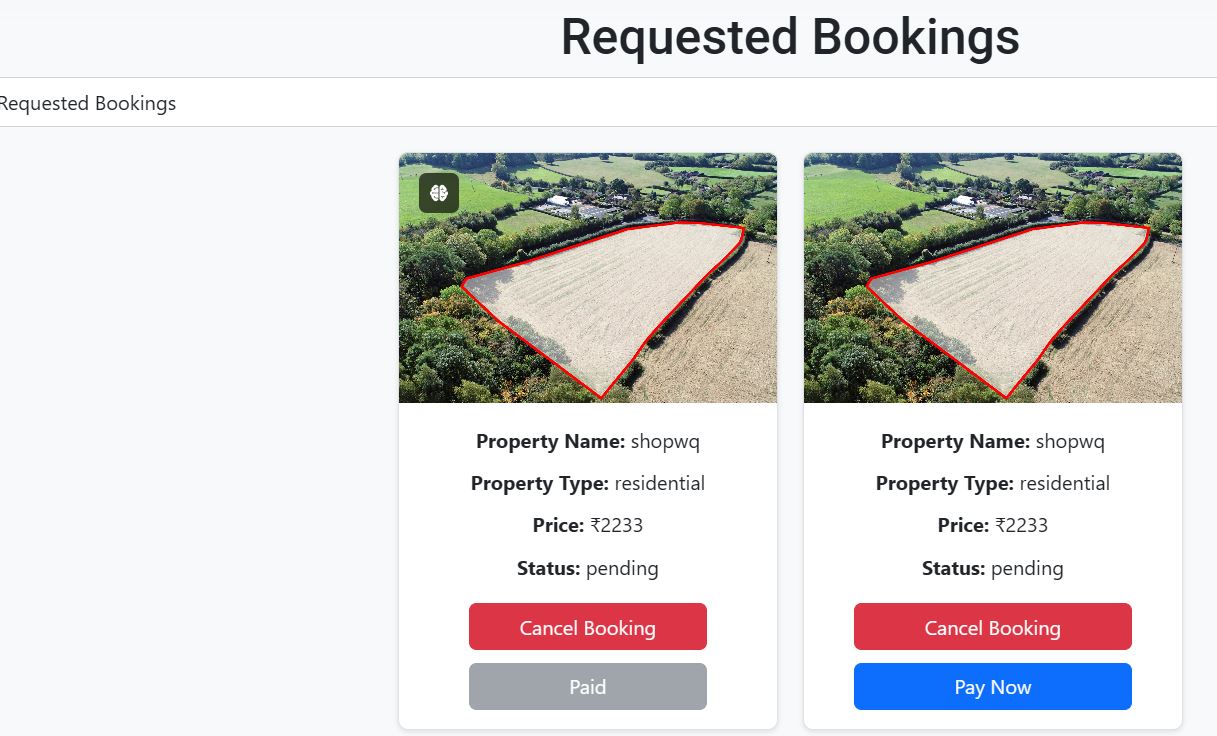 Requested Bookings
Requested Bookings
Property Name: shopwq
Property Type: residential
Price: ₹2233
Status: pending
Cancel Booking
Paid
Property Name: shopwq
Property Type: residential
Price: ₹2233
Status: pending
Cancel Booking
Pay Now